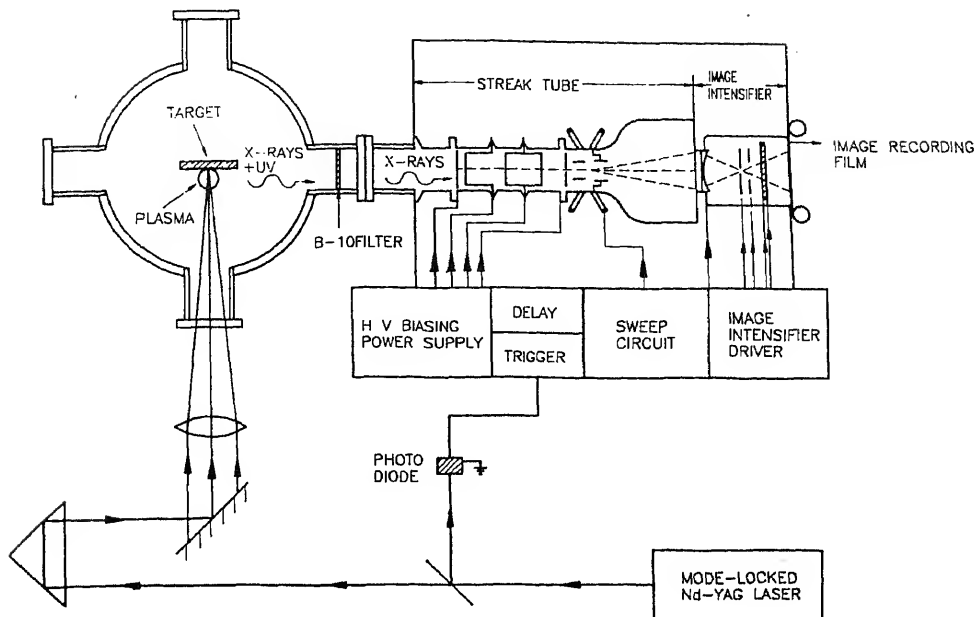 STREAK TUBE
IMAGE
INTENSIFIER
TARGET
X-RAYS
+UV
X-RAYS
IMAGE RECORDING
FILM
PLASMA
B-10FILTER
H V BIASING
POWER SUPPLY
DELAY
TRIGGER
SWEEP
CIRCUIT
IMAGE
INTENSIFIER
DRIVER
PHOTO
DIODE
MODE-LOCKED
Nd-YAG LASER